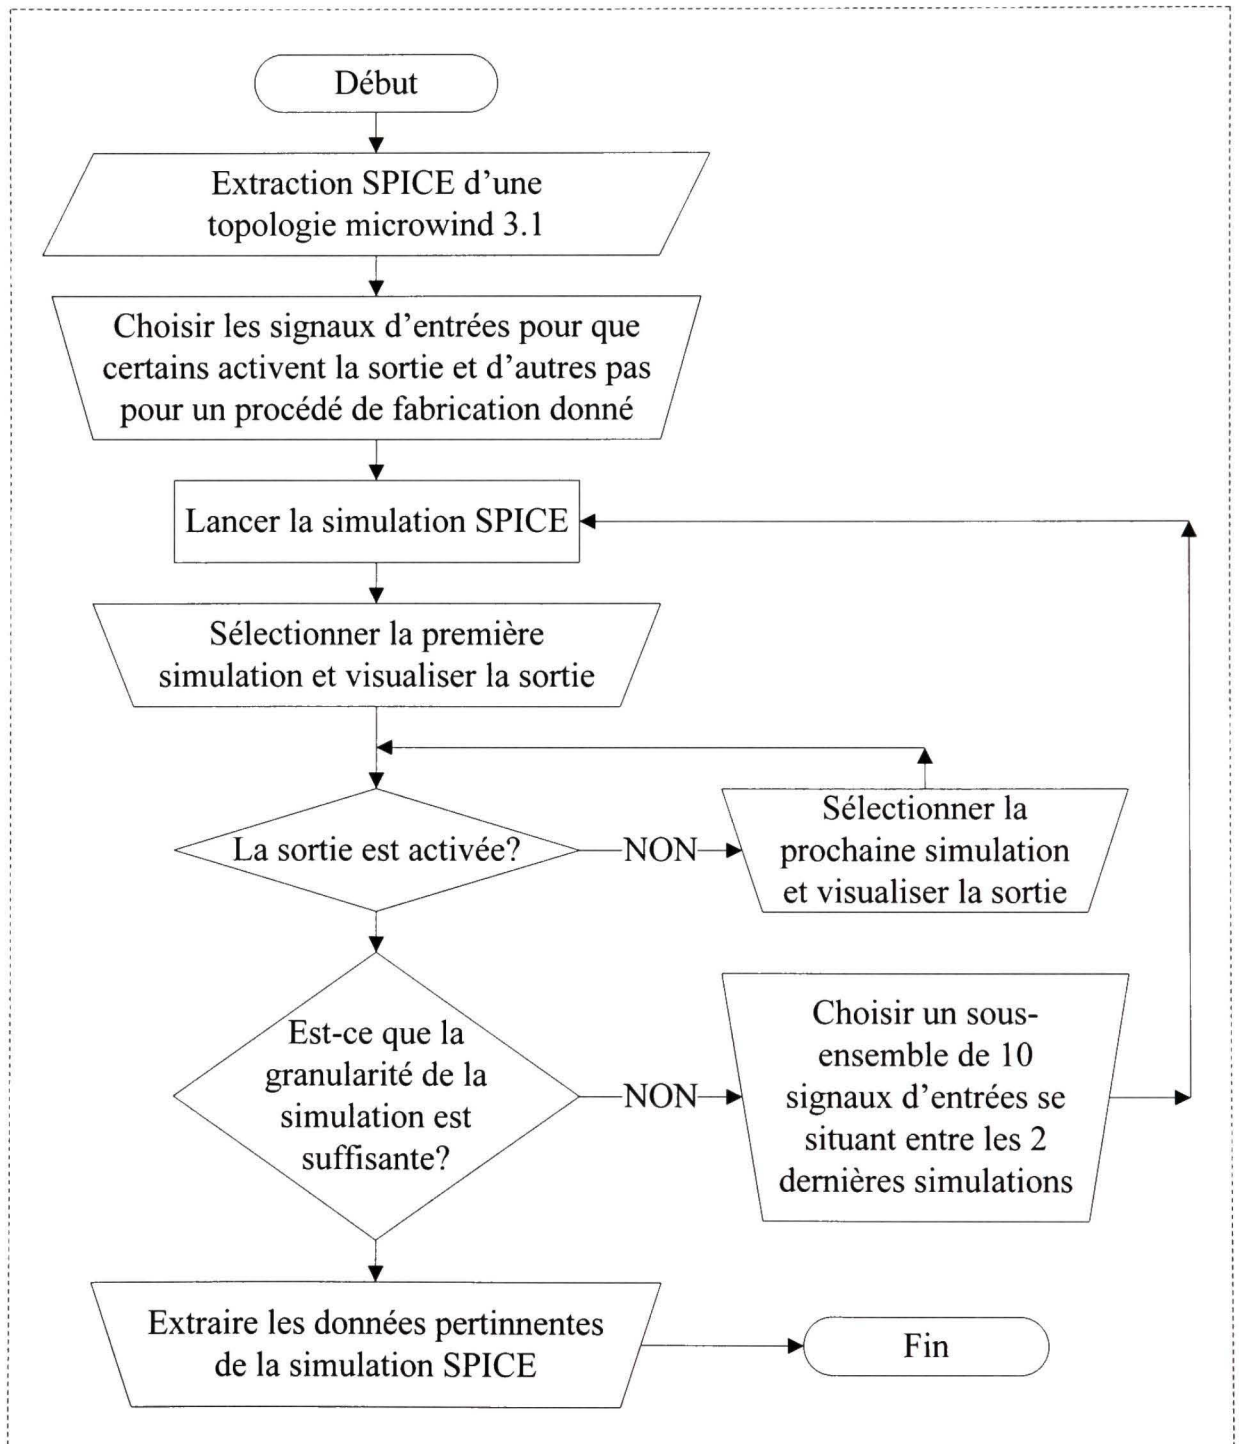 Début
Extraction SPICE d'une
topologie microwind 3.1
Choisir les signaux d'entrées pour que
certains activent la sortie et d'autres pas
pour un procédé de fabrication donné
Lancer la simulation SPICE
Sélectionner la première
simulation et visualiser la sortie
La sortie est activée?
NON
Sélectionner la
prochaine simulation
et visualiser la sortie
Est-ce que la
granularité de la
simulation est
suffisante?
NON
Choisir un sous-
ensemble de 10
signaux d'entrées se
situant entre les 2
dernières simulations
Extraire les données pertinnentes
de la simulation SPICE
Fin